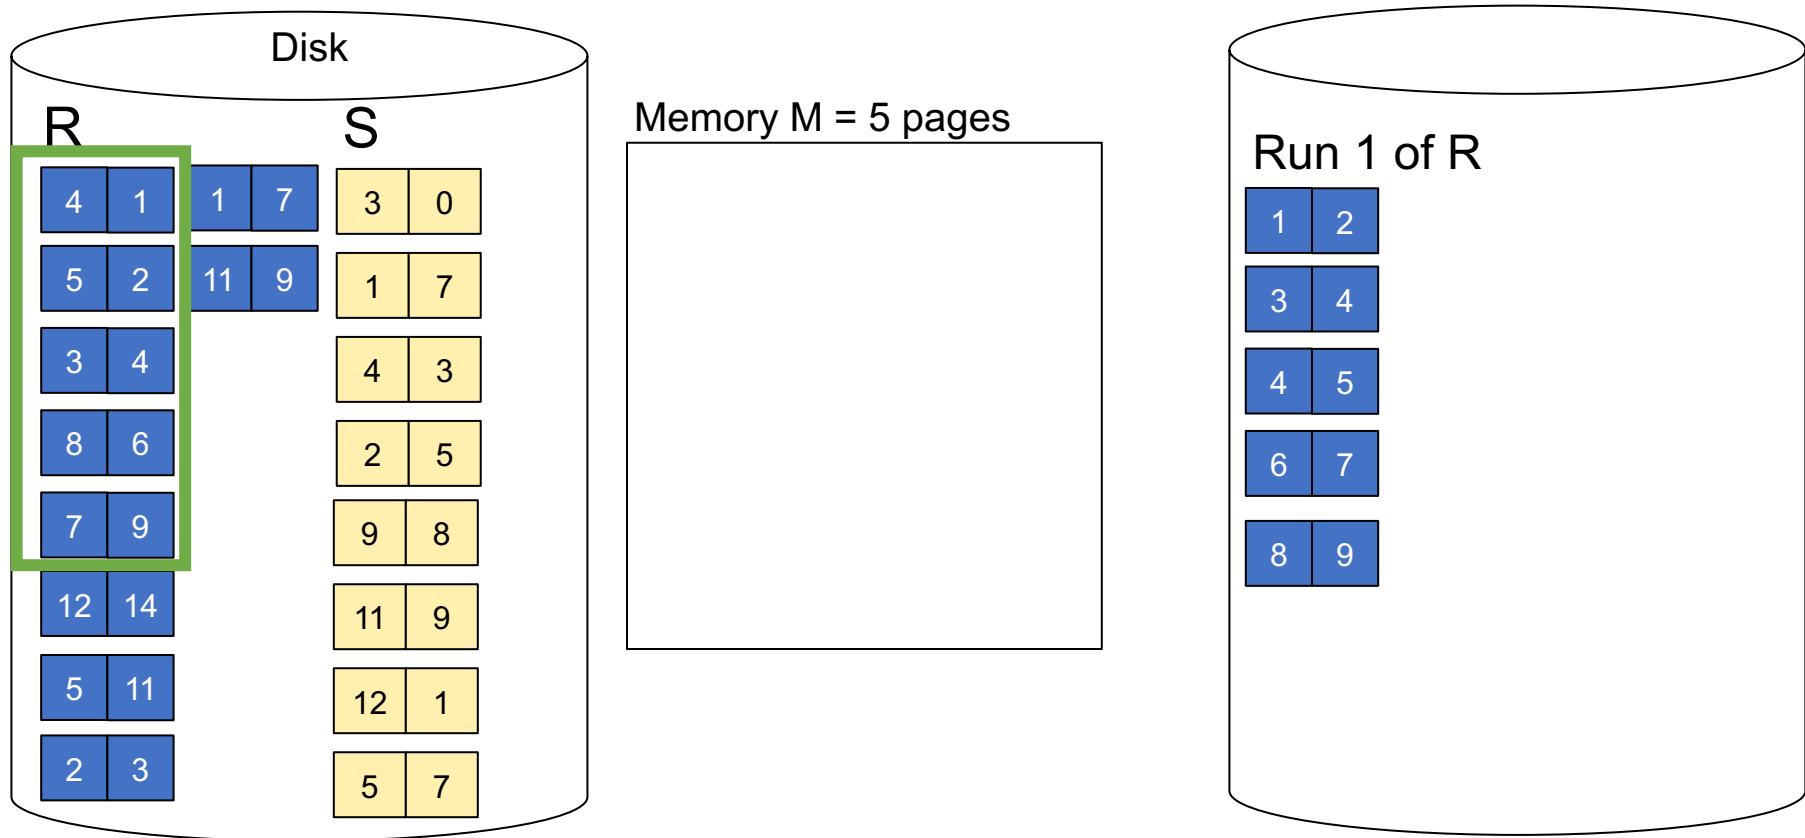 Disk
R S
Memory M = 5 pages
Run 1 of R
4 1 1 7 3 0
5 2 11 9 1 7
3 4 4 3
8 6 2 5
7 9 9 8
12 14 11 9
5 11 12 1
2 3 5 7
1 2
3 4
4 5
6 7
8 9